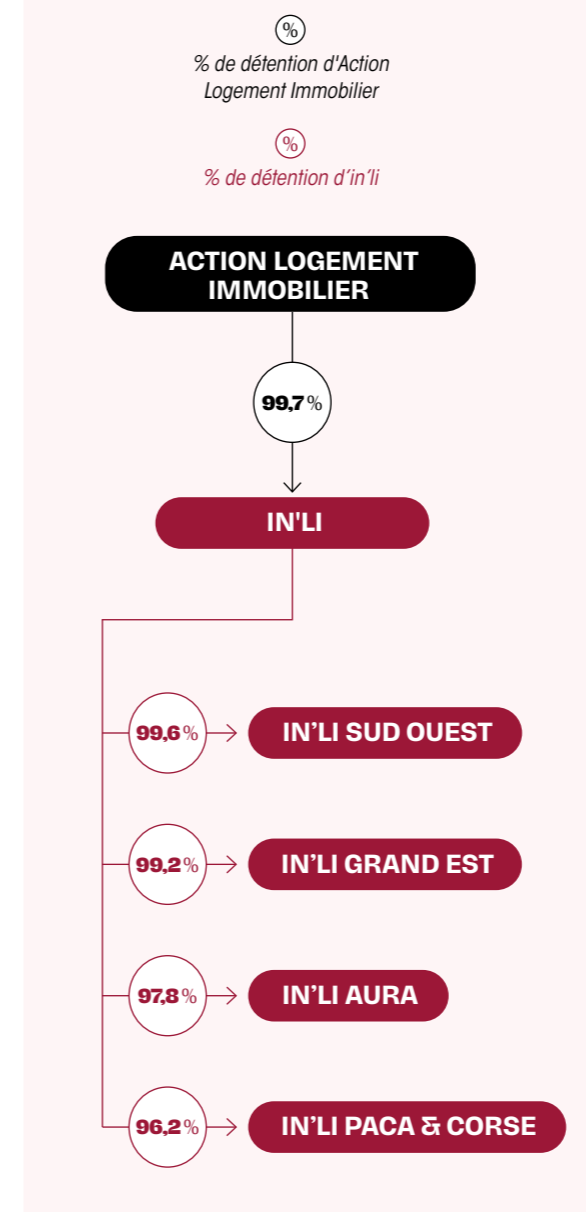 %
% de détention d'Action
Logement Immobilier
%
% de détention d’in’li
ACTION LOGEMENT
IMMOBILIER
99,7 %
IN'LI
99,6 %
IN’LI SUD OUEST
99,2 %
IN’LI GRAND EST
97,8 %
IN’LI AURA
96,2 %
IN’LI PACA & CORSE